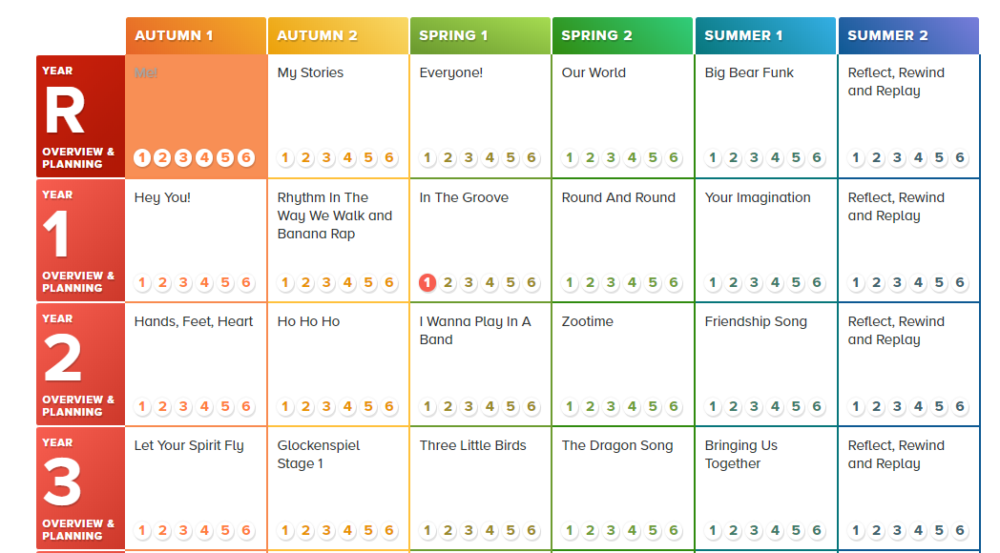 AUTUMN 1
AUTUMN 2
SPRING 1
SPRING 2
SUMMER 1
SUMMER 2
YEAR
R
OVERVIEW &
PLANNING
Me!
1 2 3 4 5 6
My Stories
1 2 3 4 5 6
Everyone!
1 2 3 4 5 6
Our World
1 2 3 4 5 6
Big Bear Funk
1 2 3 4 5 6
Reflect, Rewind
and Replay
1 2 3 4 5 6
YEAR
1
OVERVIEW &
PLANNING
Hey You!
1 2 3 4 5 6
Rhythm In The
Way We Walk and
Banana Rap
1 2 3 4 5 6
In The Groove
1 2 3 4 5 6
Round And Round
1 2 3 4 5 6
Your Imagination
1 2 3 4 5 6
Reflect, Rewind
and Replay
1 2 3 4 5 6
YEAR
2
OVERVIEW &
PLANNING
Hands, Feet, Heart
1 2 3 4 5 6
Ho Ho Ho
1 2 3 4 5 6
I Wanna Play In A
Band
1 2 3 4 5 6
Zootime
1 2 3 4 5 6
Friendship Song
1 2 3 4 5 6
Reflect, Rewind
and Replay
1 2 3 4 5 6
YEAR
3
OVERVIEW &
PLANNING
Let Your Spirit Fly
1 2 3 4 5 6
Glockenspiel
Stage 1
1 2 3 4 5 6
Three Little Birds
1 2 3 4 5 6
The Dragon Song
1 2 3 4 5 6
Bringing Us
Together
1 2 3 4 5 6
Reflect, Rewind
and Replay
1 2 3 4 5 6